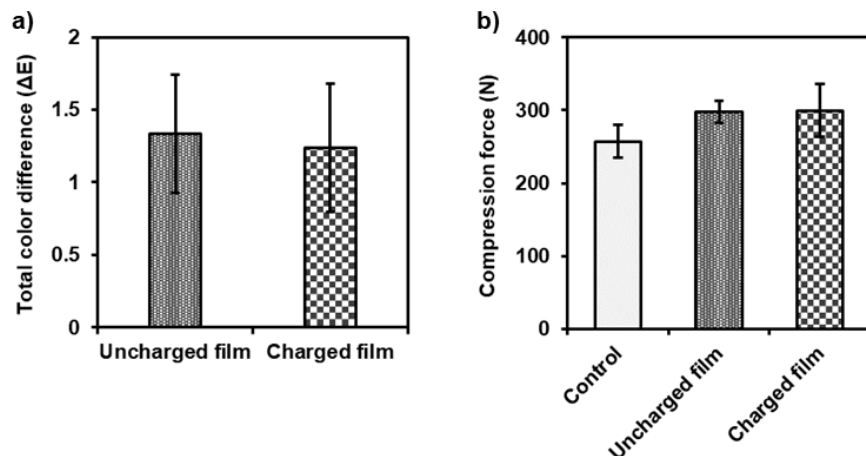 a)
Total color difference (ΔE)
2
1.5
1
0.5
0
Uncharged film Charged film
b)
Compression force (N)
400
300
200
100
0
Control
Uncharged film
Charged film